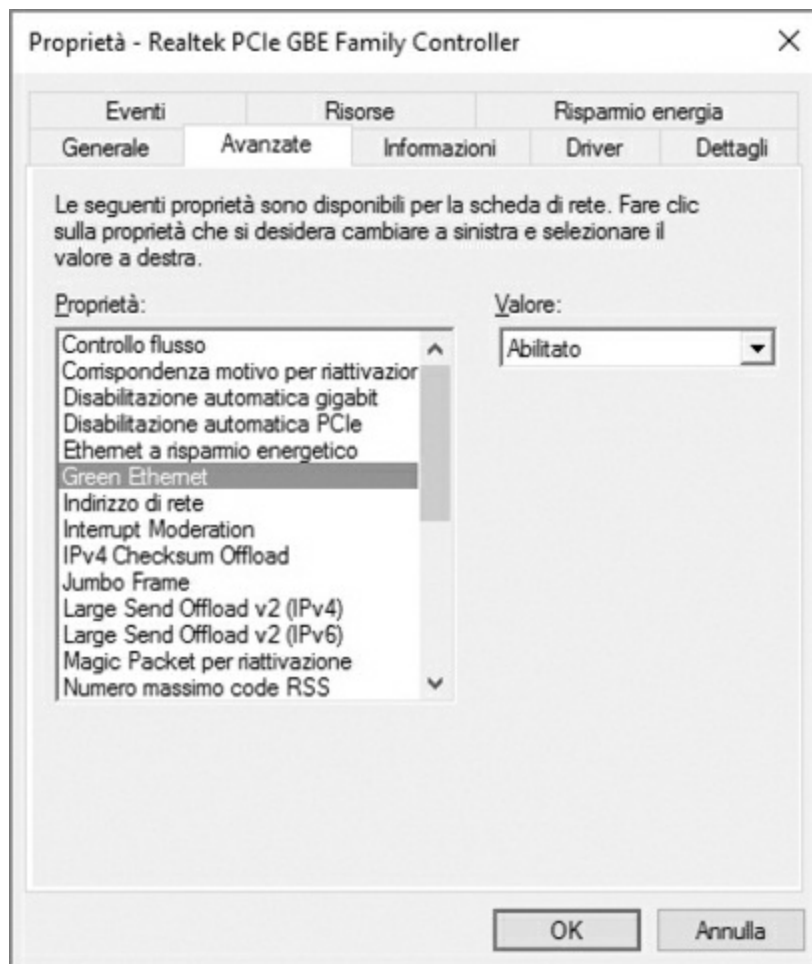 Proprietà - Realtek PCIe GBE Family Controller
Eventi Risorse Risparmio energia
Generale Avanzate Informazioni Driver Dettagli
Le seguenti proprietà sono disponibili per la scheda di rete. Fare clic
sulla proprietà che si desidera cambiare a sinistra e selezionare il
valore a destra.
Proprietà: Valore:
Controllo flusso Abilitato
Corrispondenza motivo per riattivazior
Disabilitazione automatica gigabit
Disabilitazione automatica PCIe
Ethernet a risparmio energetico
Green Ethernet
Indirizzo di rete
Interrupt Moderation
IPv4 Checksum Offload
Jumbo Frame
Large Send Offload v2 (IPv4)
Large Send Offload v2 (IPv6)
Magic Packet per riattivazione
Numero massimo code RSS
OK Annulla